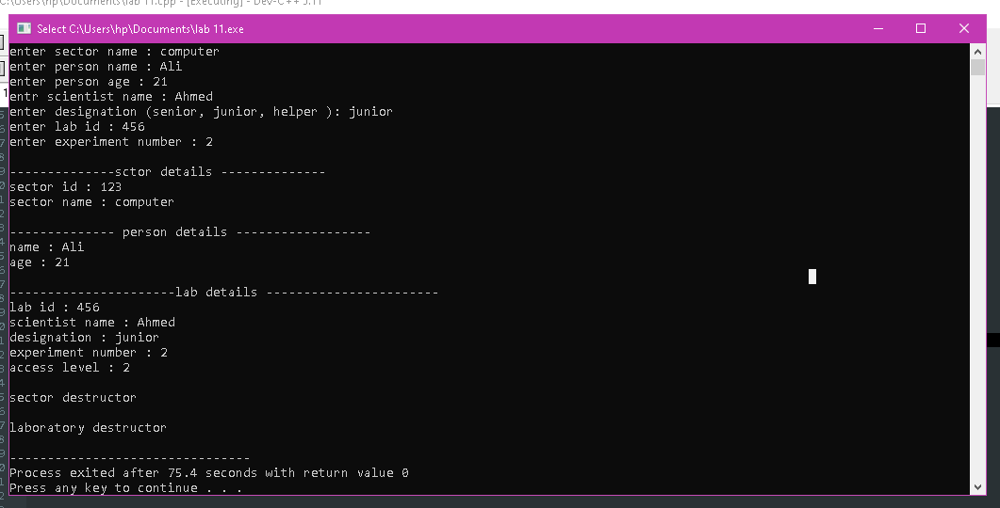 C:\Users\hp\Documents\lab 11.cpp - [Executing] - Dev-C++ 5.11
Select C:\Users\hp\Documents\lab 11.exe
enter sector name : computer
enter person name : Ali
enter person age : 21
entr scientist name : Ahmed
enter designation (senior, junior, helper ): junior
enter lab id : 456
enter experiment number : 2
--------------sctor details --------------
sector id : 123
sector name : computer
-------------- person details ------------------
name : Ali
age : 21
----------------------lab details -----------------------
lab id : 456
scientist name : Ahmed
designation : junior
experiment number : 2
access level : 2
sector destructor
laboratory destructor
--------------------------------
Process exited after 75.4 seconds with return value 0
Press any key to continue . . .